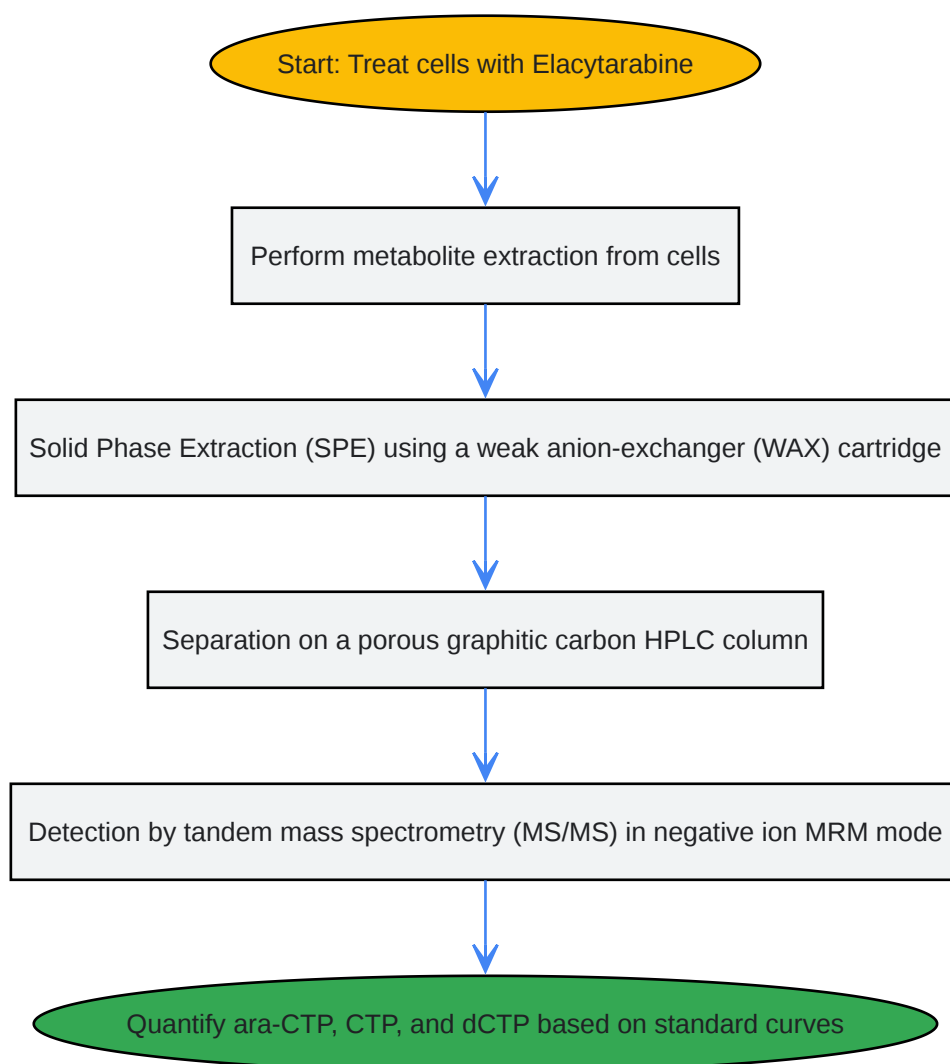 Start: Treat cells with Elacytarabine
Perform metabolite extraction from cells
Solid Phase Extraction (SPE) using a weak anion-exchanger (WAX) cartridge
Separation on a porous graphitic carbon HPLC column
Detection by tandem mass spectrometry (MS/MS) in negative ion MRM mode
Quantify ara-CTP, CTP, and dCTP based on standard curves